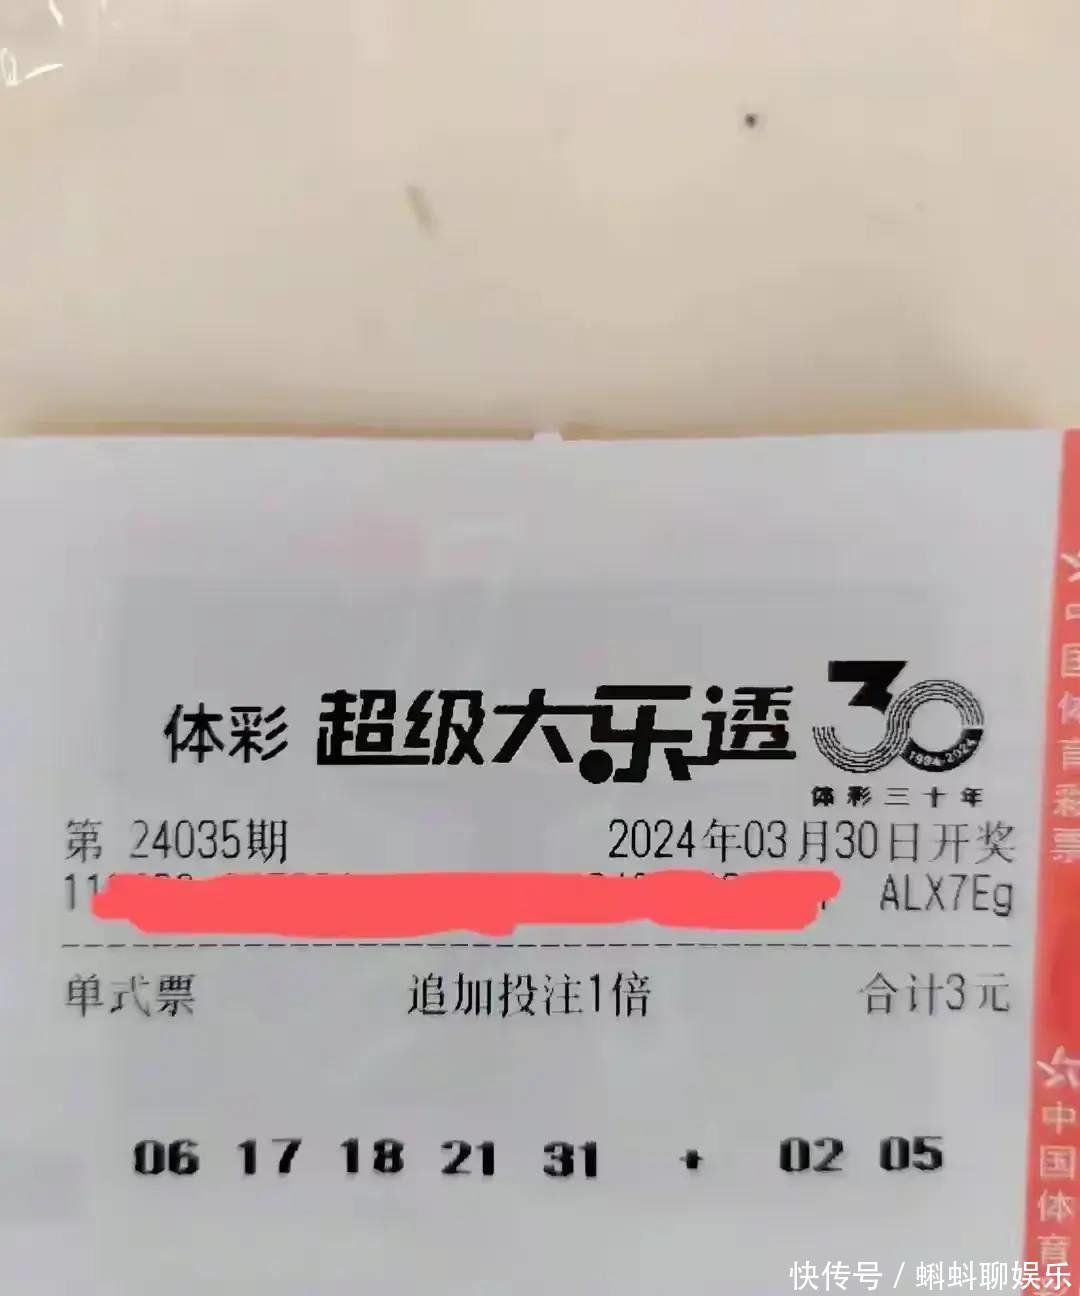 体彩 超级大乐透 30
1994-2024
体彩三十年
第 24035期 2024年03月30日开奖
11 ALX7Eg
单式票 追加投注1倍 合计3元
06 17 18 21 31 + 02 05
中国体育彩票
中国体育彩
快传号 / 蝌蚪聊娱乐